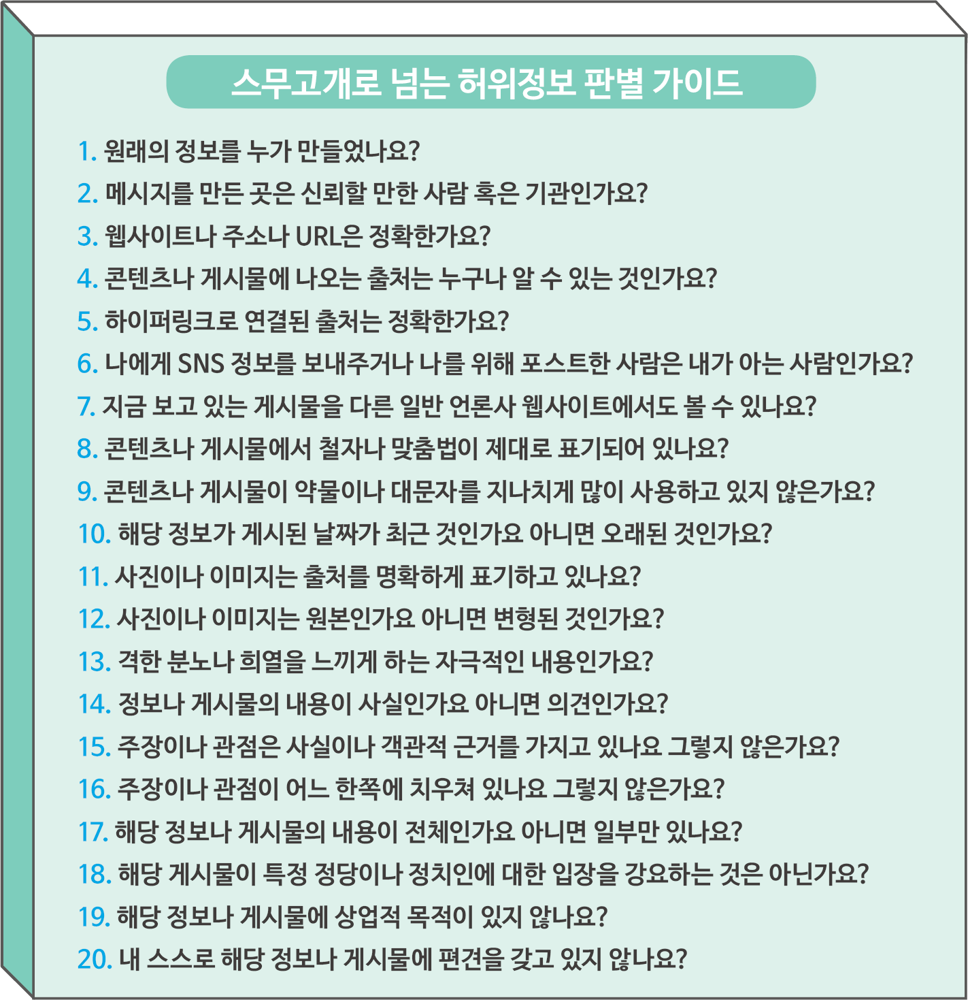 스무고개로 넘는 허위정보 판별 가이드
1. 원래의 정보를 누가 만들었나요?
2. 메시지를 만든 곳은 신뢰할 만한 사람 혹은 기관인가요?
3. 웹사이트나 주소나 URL은 정확한가요?
4. 콘텐츠나 게시물에 나오는 출처는 누구나 알 수 있는 것인가요?
5. 하이퍼링크로 연결된 출처는 정확한가요?
6. 나에게 SNS 정보를 보내주거나 나를 위해 포스트한 사람은 내가 아는 사람인가요?
7. 지금 보고 있는 게시물을 다른 일반 언론사 웹사이트에서도 볼 수 있나요?
8. 콘텐츠나 게시물에서 철자나 맞춤법이 제대로 표기되어 있나요?
9. 콘텐츠나 게시물이 약물이나 대문자를 지나치게 많이 사용하고 있지 않은가요?
10. 해당 정보가 게시된 날짜가 최근 것인가요 아니면 오래된 것인가요?
11. 사진이나 이미지는 출처를 명확하게 표기하고 있나요?
12. 사진이나 이미지는 원본인가요 아니면 변형된 것인가요?
13. 격한 분노나 희열을 느끼게 하는 자극적인 내용인가요?
14. 정보나 게시물의 내용이 사실인가요 아니면 의견인가요?
15. 주장이나 관점은 사실이나 객관적 근거를 가지고 있나요 그렇지 않은가요?
16. 주장이나 관점이 어느 한쪽에 치우쳐 있나요 그렇지 않은가요?
17. 해당 정보나 게시물의 내용이 전체인가요 아니면 일부만 있나요?
18. 해당 게시물이 특정 정당이나 정치인에 대한 입장을 강요하는 것은 아닌가요?
19. 해당 정보나 게시물에 상업적 목적이 있지 않나요?
20. 내 스스로 해당 정보나 게시물에 편견을 갖고 있지 않나요?